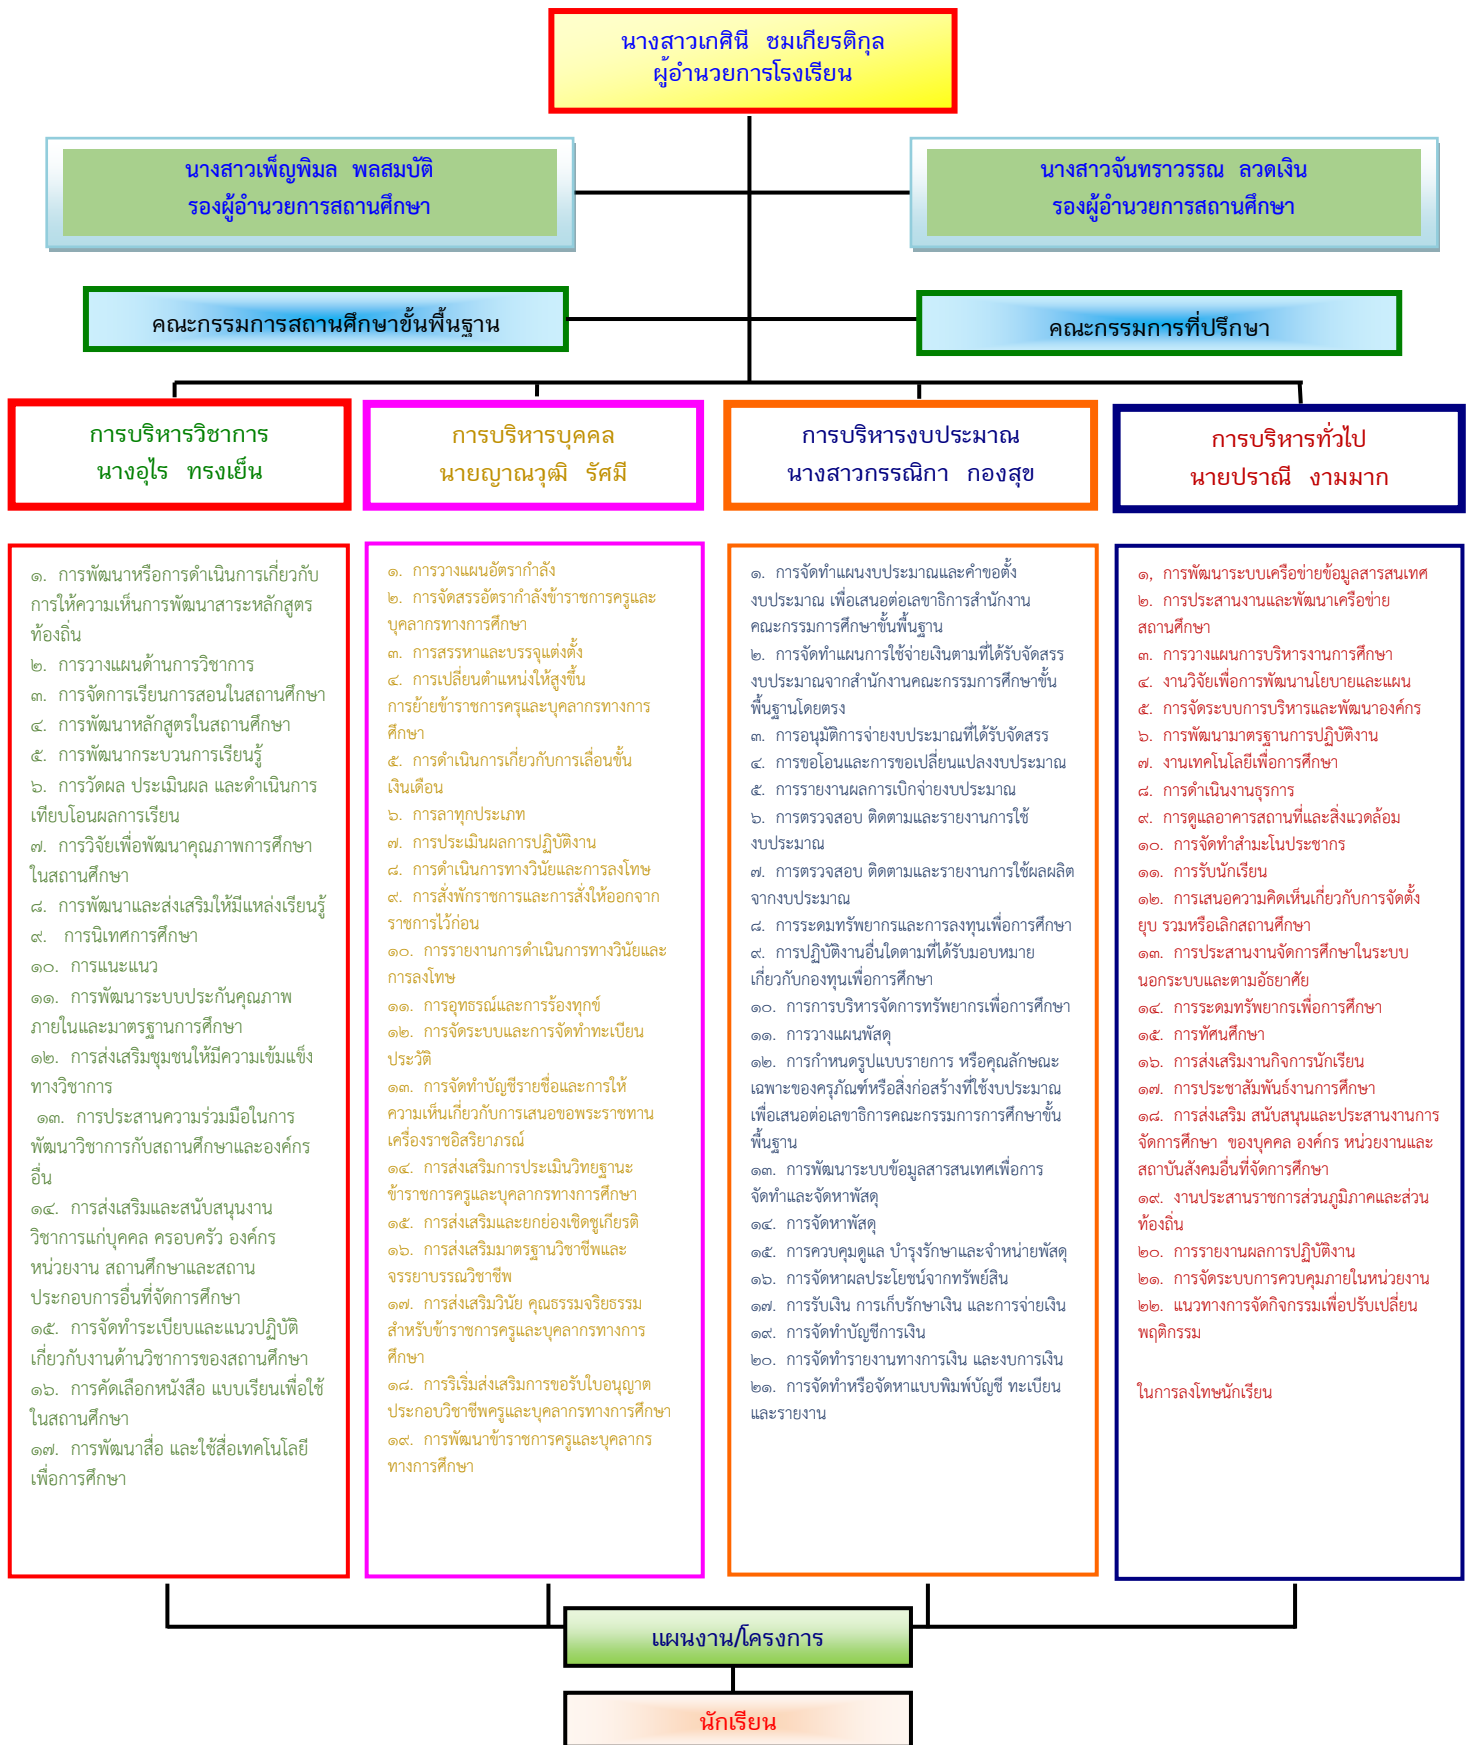 นางสาวเกศินี ชมเกียรติกุล
ผู้อำนวยการโรงเรียน
นางสาวเพ็ญพิมล พลสมบัติ
รองผู้อำนวยการสถานศึกษา
นางสาวจันทราวรรณ ลวดเงิน
รองผู้อำนวยการสถานศึกษา
คณะกรรมการสถานศึกษาขั้นพื้นฐาน
คณะกรรมการที่ปรึกษา
การบริหารวิชาการ
นางอุไร ทรงเย็น
การบริหารบุคคล
นายญาณวุฒิ รัศมี
การบริหารงบประมาณ
นางสาวกรรณิกา กองสุข
การบริหารทั่วไป
นายปราณี งามมาก
๑. การพัฒนาหรือการดำเนินการเกี่ยวกับ
การให้ความเห็นการพัฒนาสาระหลักสูตร
ท้องถิ่น
๒. การวางแผนด้านการวิชาการ
๓. การจัดการเรียนการสอนในสถานศึกษา
๔. การพัฒนาหลักสูตรในสถานศึกษา
๕. การพัฒนากระบวนการเรียนรู้
๖. การวัดผล ประเมินผล และดำเนินการ
เทียบโอนผลการเรียน
๗. การวิจัยเพื่อพัฒนาคุณภาพการศึกษา
ในสถานศึกษา
๘. การพัฒนาและส่งเสริมให้มีแหล่งเรียนรู้
๙. การนิเทศการศึกษา
๑๐. การแนะแนว
๑๑. การพัฒนาระบบประกันคุณภาพ
ภายในและมาตรฐานการศึกษา
๑๒. การส่งเสริมชุมชนให้มีความเข้มแข็ง
ทางวิชาการ
๑๓. การประสานความร่วมมือในการ
พัฒนาวิชาการกับสถานศึกษาและองค์กร
อื่น
๑๔. การส่งเสริมและสนับสนุนงาน
วิชาการแก่บุคคล ครอบครัว องค์กร
หน่วยงาน สถานศึกษาและสถาน
ประกอบการอื่นที่จัดการศึกษา
๑๕. การจัดทำระเบียบและแนวปฏิบัติ
เกี่ยวกับงานด้านวิชาการของสถานศึกษา
๑๖. การคัดเลือกหนังสือ แบบเรียนเพื่อใช้
ในสถานศึกษา
๑๗. การพัฒนาสื่อ และใช้สื่อเทคโนโลยี
เพื่อการศึกษา
๑. การวางแผนอัตรากำลัง
๒. การจัดสรรอัตรากำลังข้าราชการครูและ
บุคลากรทางการศึกษา
๓. การสรรหาและบรรจุแต่งตั้ง
๔. การเปลี่ยนตำแหน่งให้สูงขึ้น
การย้ายข้าราชการครุและบุคลากรทางการ
ศึกษา
๕. การดำเนินการเกี่ยวกับการเลื่อนขั้น
เงินเดือน
๖. การลาทุกประเภท
๗. การประเมินผลการปฏิบัติงาน
๘. การดำเนินการทางวินัยและการลงโทษ
๙. การสั่งพักราชการและการสั่งให้ออกจาก
ราชการไว้ก่อน
๑๐. การรายงานการดำเนินการทางวินัยและ
การลงโทษ
๑๑. การอุทธรณ์และการร้องทุกข์
๑๒. การจัดระบบและการจัดทำทะเบียน
ประวัติ
๑๓. การจัดทำบัญชีรายชื่อและการให้
ความเห็นเกี่ยวกับการเสนอขอพระราชทาน
เครื่องราชอิสริยาภรณ์
๑๔. การส่งเสริมการประเมินวิทยฐานะ
ข้าราชการครูและบุคลากรทางการศึกษา
๑๕. การส่งเสริมและยกย่องเชิดชูเกียรติ
๑๖. การส่งเสริมมาตรฐานวิชาชีพและ
จรรยาบรรณวิชาชีพ
๑๗. การส่งเสริมวินัย คุณธรรมจริยธรรม
สำหรับข้าราชการครูและบุคลากรทางการ
ศึกษา
๑๘. การริเริ่มส่งเสริมการขอรับใบอนุญาต
ประกอบวิชาชีพครูและบุคลากรทางการศึกษา
๑๙. การพัฒนาข้าราชการครูและบุคลากร
ทางการศึกษา
๑. การจัดทำแผนงบประมาณและคำขอตั้ง
งบประมาณ เพื่อเสนอต่อเลขาธิการสำนักงาน
คณะกรรมการศึกษาขั้นพื้นฐาน
๒. การจัดทำแผนการใช้จ่ายเงินตามที่ได้รับจัดสรร
งบประมาณจากสำนักงานคณะกรรมการศึกษาขั้น
พื้นฐานโดยตรง
๓. การอนุมัติการจ่ายงบประมาณที่ได้รับจัดสรร
๔. การขอโอนและการขอเปลี่ยนแปลงงบประมาณ
๕. การรายงานผลการเบิกจ่ายงบประมาณ
๖. การตรวจสอบ ติดตามและรายงานการใช้
งบประมาณ
๗. การตรวจสอบ ติดตามและรายงานการใช้ผลผลิต
จากงบประมาณ
๘. การระดมทรัพยากรและการลงทุนเพื่อการศึกษา
๙. การปฏิบัติงานอื่นใดตามที่ได้รับมอบหมาย
เกี่ยวกับกองทุนเพื่อการศึกษา
๑๐. การการบริหารจัดการทรัพยากรเพื่อการศึกษา
๑๑. การวางแผนพัสดุ
๑๒. การกำหนดรูปแบบรายการ หรือคุณลักษณะ
เฉพาะของครุภัณฑ์หรือสิ่งก่อสร้างที่ใช้งบประมาณ
เพื่อเสนอต่อเลขาธิการคณะกรรมการการศึกษาขั้น
พื้นฐาน
๑๓. การพัฒนาระบบข้อมูลสารสนเทศเพื่อการ
จัดทำและจัดหาพัสดุ
๑๔. การจัดหาพัสดุ
๑๕. การควบคุมดูแล บำรุงรักษาและจำหน่ายพัสดุ
๑๖. การจัดหาผลประโยชน์จากทรัพย์สิน
๑๗. การรับเงิน การเก็บรักษาเงิน และการจ่ายเงิน
๑๙. การจัดทำบัญชีการเงิน
๒๐. การจัดทำรายงานทางการเงิน และงบการเงิน
๒๑. การจัดทำหรือจัดหาแบบพิมพ์บัญชี ทะเบียน
และรายงาน
๑, การพัฒนาระบบเครือข่ายข้อมูลสารสนเทศ
๒. การประสานงานและพัฒนาเครือข่าย
สถานศึกษา
๓. การวางแผนการบริหารงานการศึกษา
๔. งานวิจัยเพื่อการพัฒนานโยบายและแผน
๕. การจัดระบบการบริหารและพัฒนาองค์กร
๖. การพัฒนามาตรฐานการปฏิบัติงาน
๗. งานเทคโนโลยีเพื่อการศึกษา
๘. การดำเนินงานธุรการ
๙. การดูแลอาคารสถานที่และสิ่งแวดล้อม
๑๐. การจัดทำสำมะโนประชากร
๑๑. การรับนักเรียน
๑๒. การเสนอความคิดเห็นเกี่ยวกับการจัดตั้ง
ยุบ รวมหรือเลิกสถานศึกษา
๑๓. การประสานงานจัดการศึกษาในระบบ
นอกระบบและตามอัธยาศัย
๑๔. การระดมทรัพยากรเพื่อการศึกษา
๑๕. การทัศนศึกษา
๑๖. การส่งเสริมงานกิจการนักเรียน
๑๗. การประชาสัมพันธ์งานการศึกษา
๑๘. การส่งเสริม สนับสนุนและประสานงานการ
จัดการศึกษา ของบุคคล องค์กร หน่วยงานและ
สถาบันสังคมอื่นที่จัดการศึกษา
๑๙. งานประสานราชการส่วนภูมิภาคและส่วน
ท้องถิ่น
๒๐. การรายงานผลการปฏิบัติงาน
๒๑. การจัดระบบการควบคุมภายในหน่วยงาน
๒๒. แนวทางการจัดกิจกรรมเพื่อปรับเปลี่ยน
พฤติกรรม
ในการลงโทษนักเรียน
แผนงาน/โครงการ
นักเรียน